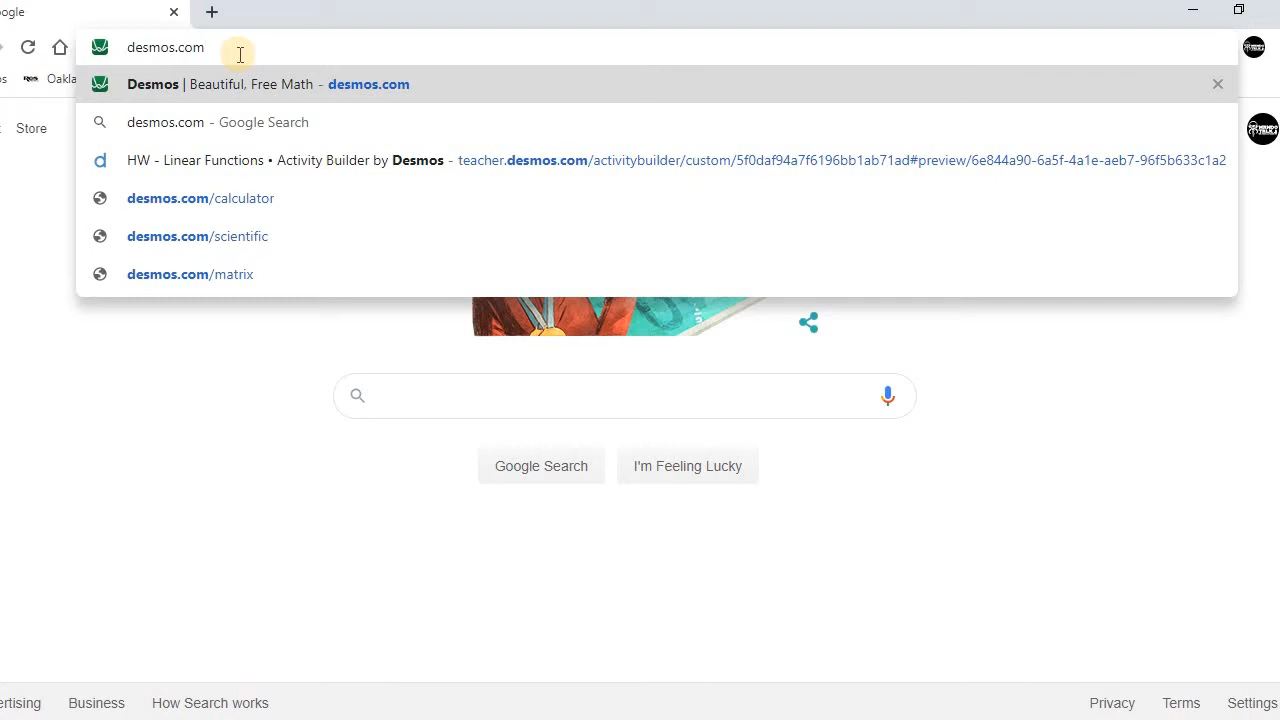 ogle
desmos.com
Desmos | Beautiful, Free Math - desmos.com
desmos.com - Google Search
HW - Linear Functions • Activity Builder by Desmos - teacher.desmos.com/activitybuilder/custom/5f0daf94a7f6196bb1ab71ad#preview/6e844a90-6a5f-4a1e-aeb7-96f5b633c1a2
os Oakla
Store
desmos.com/calculator
desmos.com/scientific
desmos.com/matrix
Google Search I'm Feeling Lucky
ertising Business How Search works Privacy Terms Settings